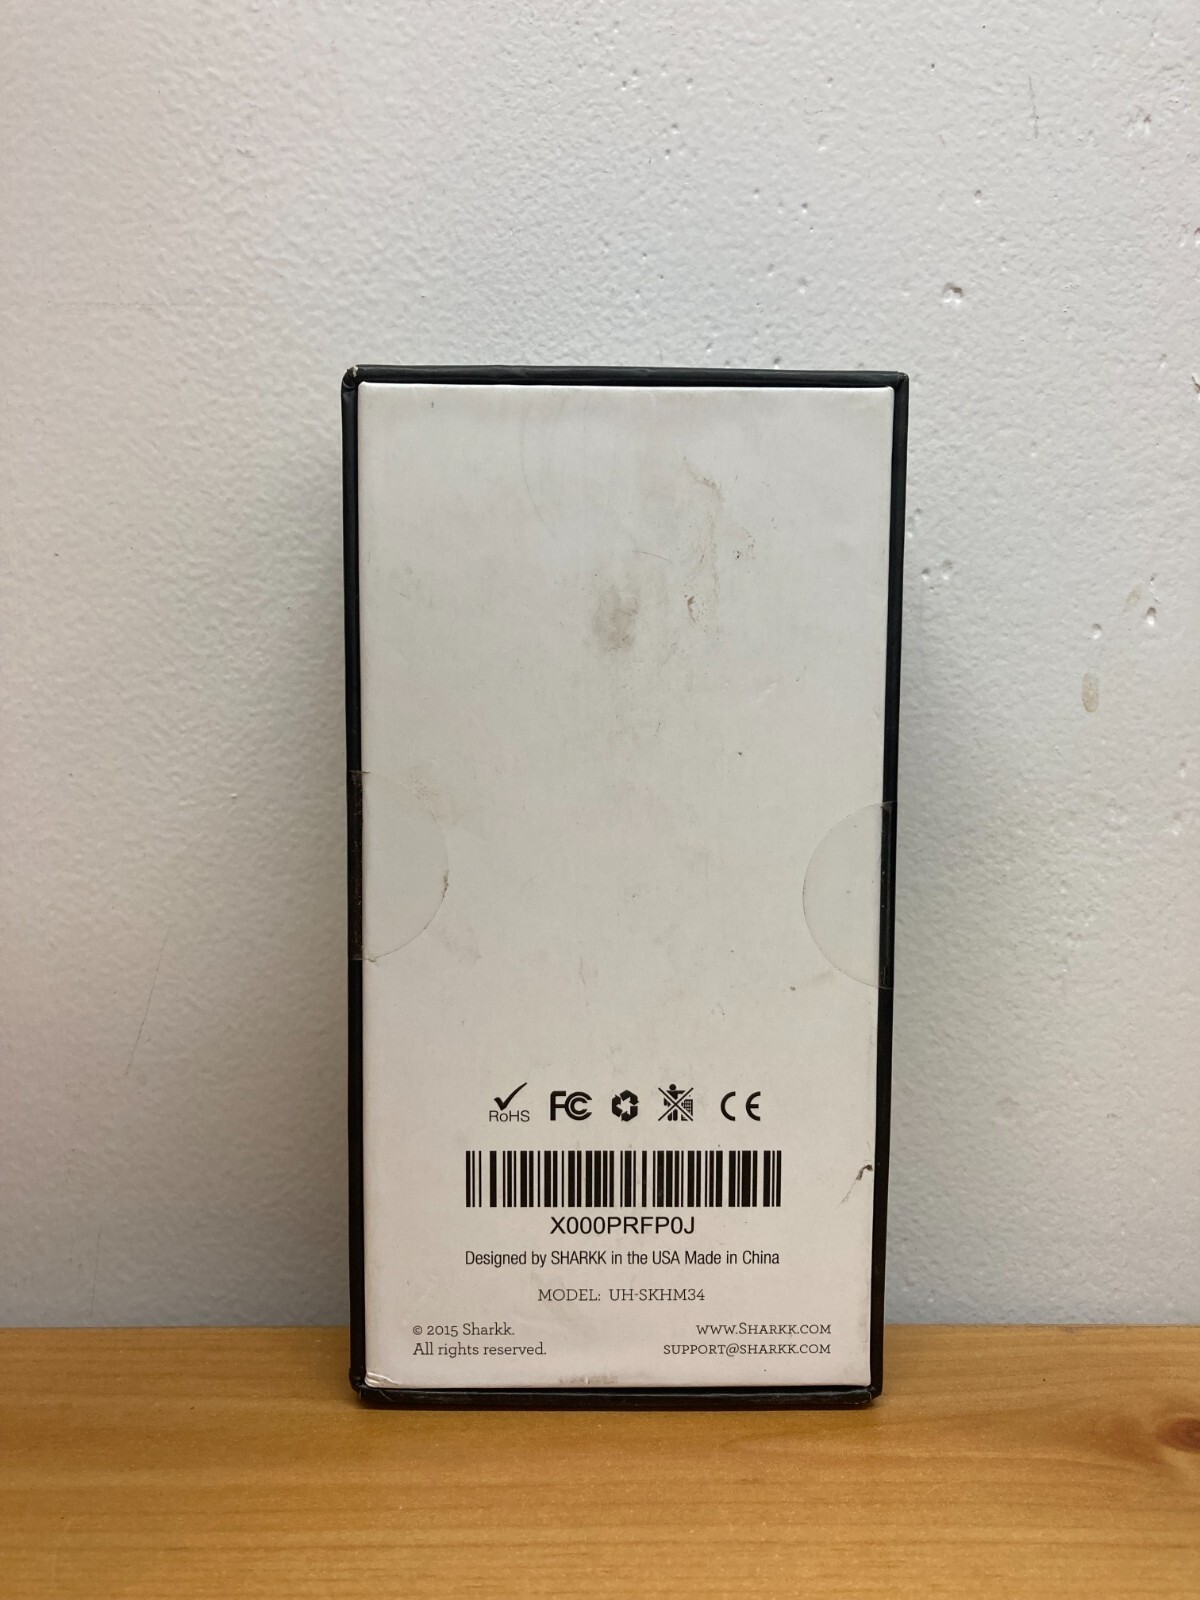 RoHS FC CE
X000PRFP0J
Designed by SHARKK in the USA Made in China
MODEL: UH-SKHM34
© 2015 Sharkk. www.Sharkk.com
All rights reserved. support@sharkk.com